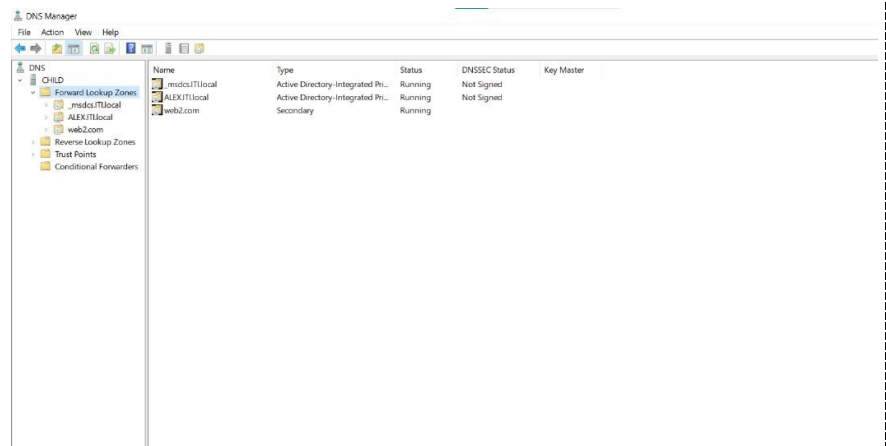 DNS Manager
File Action View Help
DNS
CHILD
Forward Lookup Zones
_msdcs.ITI.local
ALEX.ITI.local
web2.com
Reverse Lookup Zones
Trust Points
Conditional Forwarders
Name Type Status DNSSEC Status Key Master
_msdcs.ITI.local Active Directory-Integrated Pri... Running Not Signed
ALEX.ITI.local Active Directory-Integrated Pri... Running Not Signed
web2.com Secondary Running